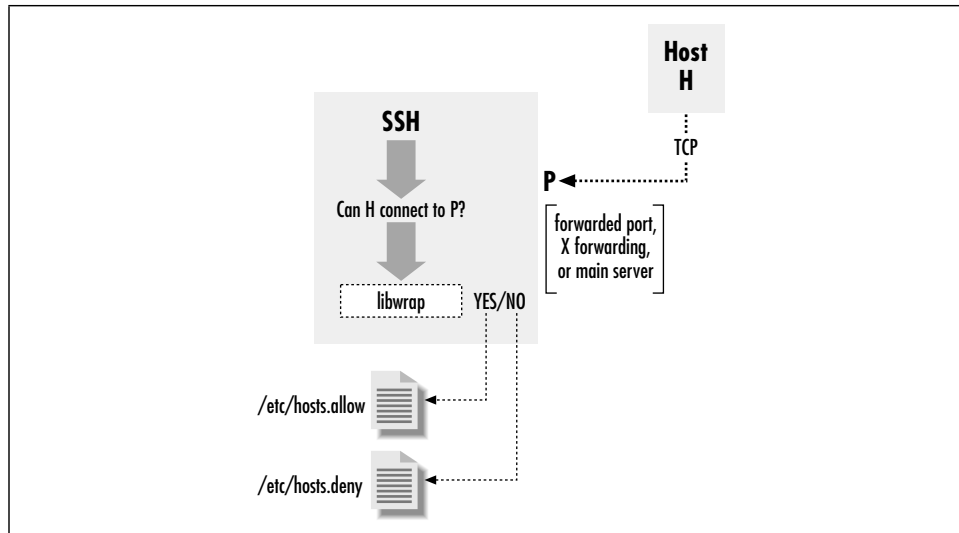 Host
H
TCP
SSH
P
Can H connect to P?
forwarded port,
X forwarding,
or main server
libwrap
YES/NO
/etc/hosts.allow
/etc/hosts.deny